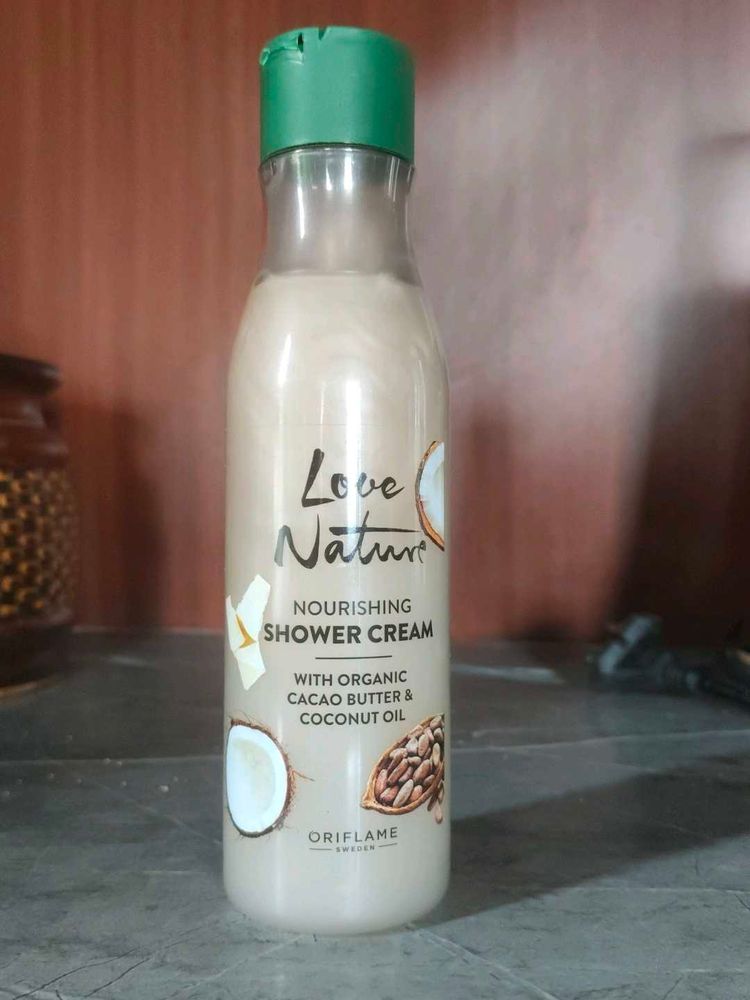 Love
Nature
NOURISHING
SHOWER CREAM
WITH ORGANIC
CACAO BUTTER &
COCONUT OIL
ORIFLAME
SWEDEN